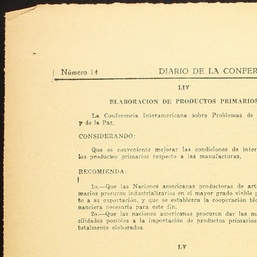 Número 14 DIARIO DE LA CONFER
LIV
ELABORACION DE PRODUCTOS PRIMARIOS
La Conferencia Interamericana sobre Problemas de
y de la Paz,
CONSIDERANDO:
Que es conveniente mejorar las condiciones de inter
los productos primarios respecto a las manufacturas,
RECOMIENDA
1o.—Que las Naciones americanas productoras de art
marios procuren industrializarlos en el mayor grado viable p
to a su exportación, y que se establezca la cooperación téc
nanciera necesaria para este fin.
2o.—Que las naciones americanas procuren dar las m
cilidades posibles a la importación de productos primarios
totalmente elaborados
LV